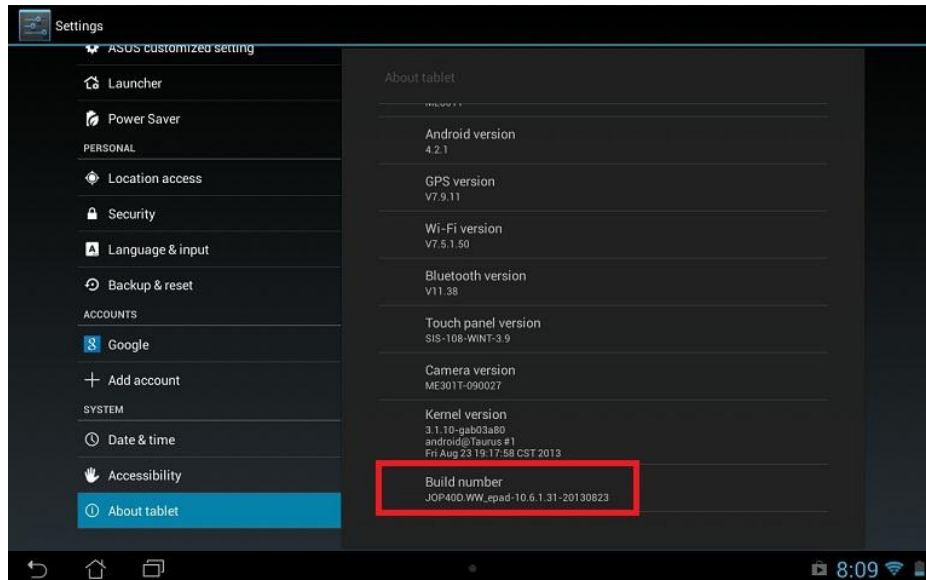 Settings
ASUS customized setting
Launcher
Power Saver
PERSONAL
Location access
Security
Language & input
Backup & reset
ACCOUNTS
Google
Add account
SYSTEM
Date & time
Accessibility
About tablet
About tablet
Android version
4.2.1
GPS version
V7.9.11
Wi-Fi version
V7.5.1.50
Bluetooth version
V11.38
Touch panel version
SIS-108-WINT-3.9
Camera version
ME301T-090027
Kernel version
3.1.10-gab03a80
android@Taurus #1
Fri Aug 23 19:17:58 CST 2013
Build number
JOP40D.WW_epad-10.6.1.31-20130823
8:09